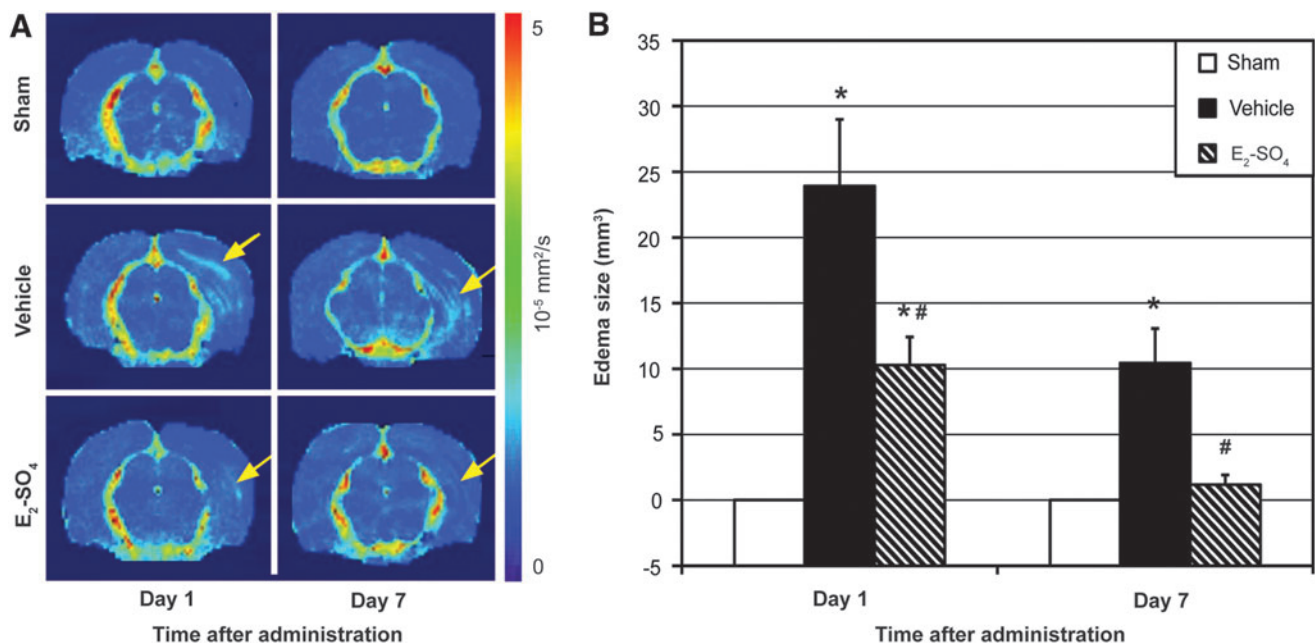 A
Sham
Vehicle
E₂-SO₄
Day 1
Day 7
Time after administration
5
10⁻⁵ mm²/s
0
B
Edema size (mm³)
35
30
25
20
15
10
5
0
-5
Sham
Vehicle
E₂-SO₄
*
*#
*
#
Day 1
Day 7
Time after administration